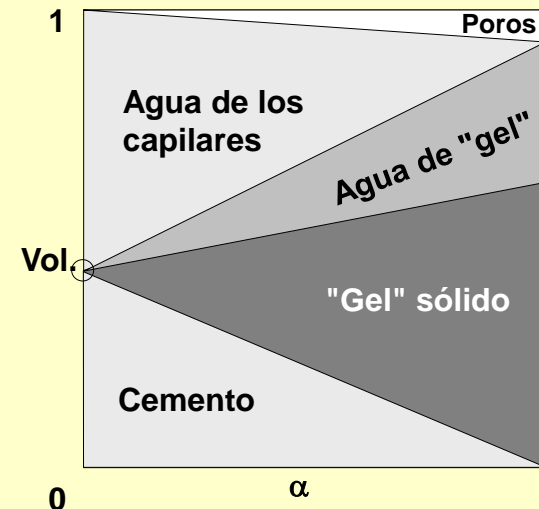 1
Poros
Agua de los
capilares
Agua de "gel"
Vol.
"Gel" sólido
Cemento
0
α